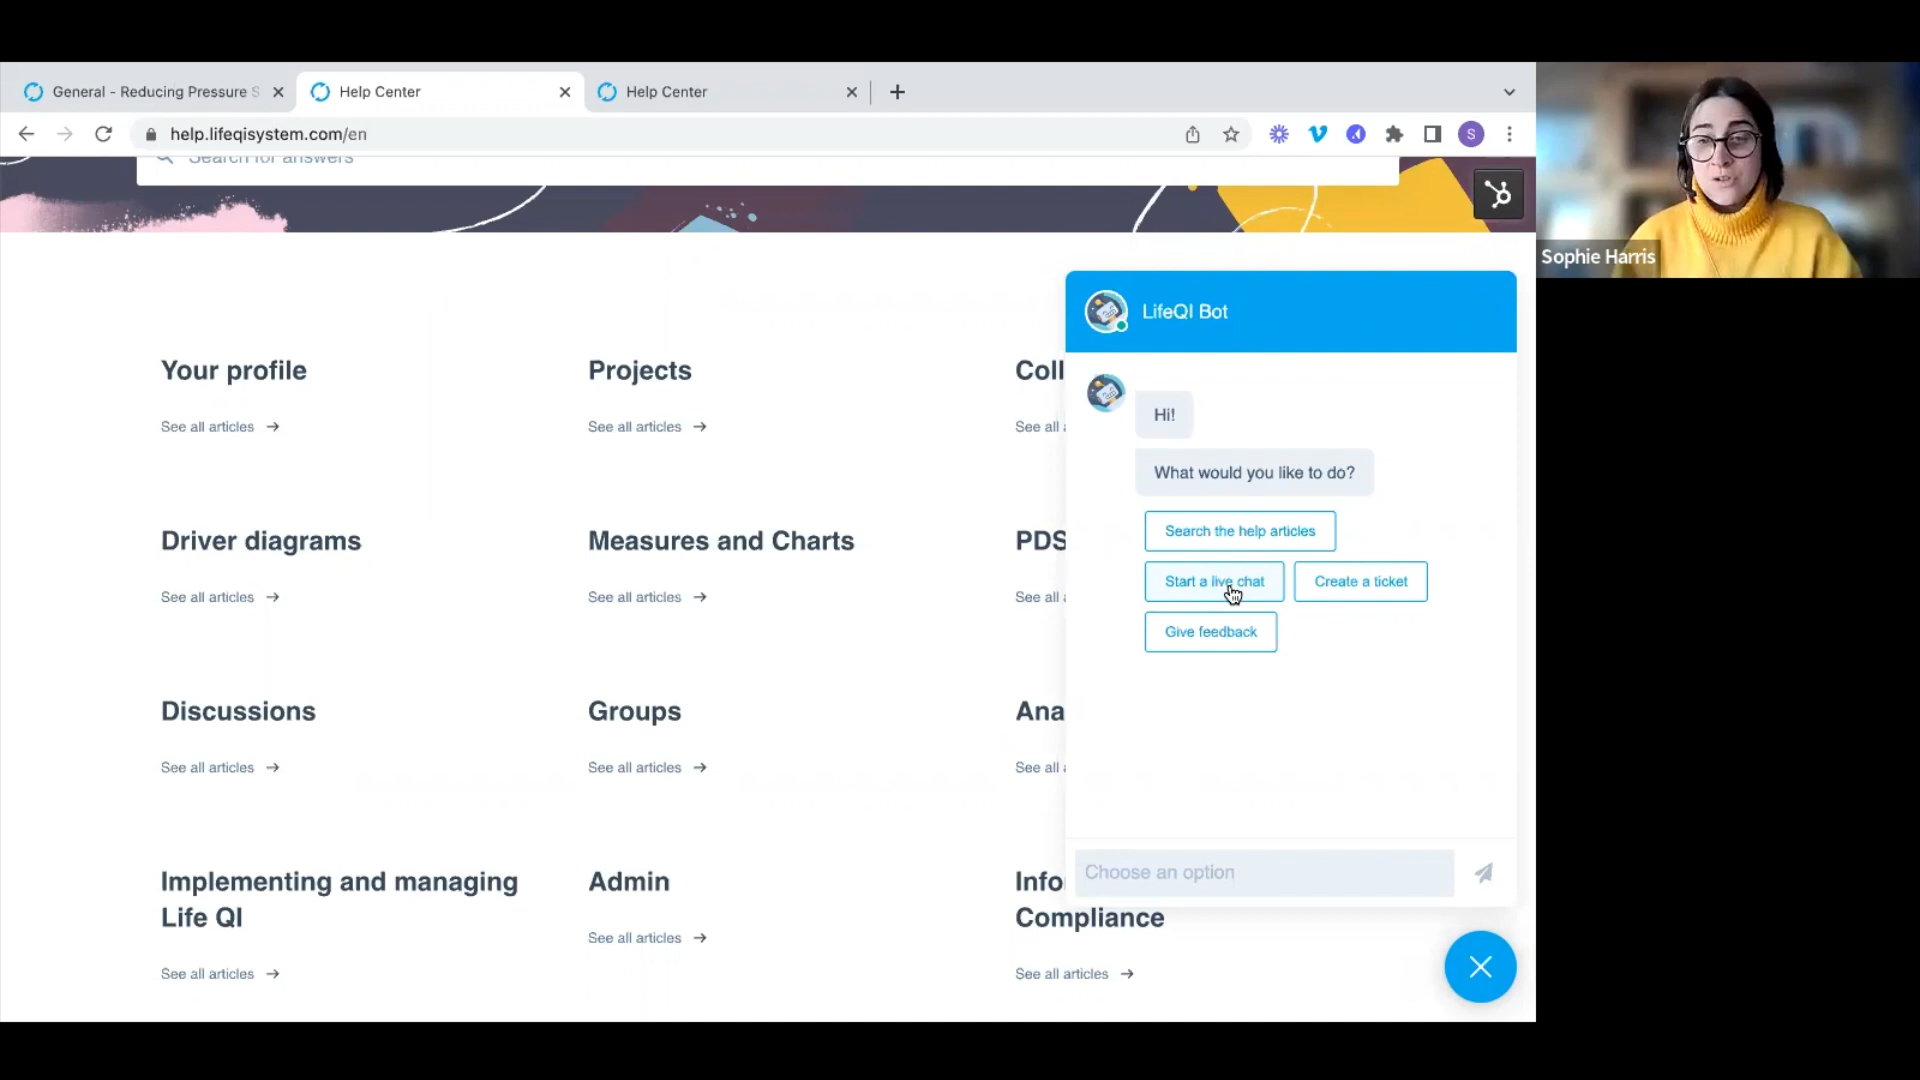 General - Reducing Pressure S
Help Center
Help Center
help.lifeqisystem.com/en
S
Search for answers
Sophie Harris
LifeQI Bot
Your profile
Projects
Coll
See all articles
See all articles
See all
Hi!
What would you like to do?
Search the help articles
Start a live chat
Create a ticket
Give feedback
Driver diagrams
Measures and Charts
PDS
See all articles
See all articles
See all
Discussions
Groups
Ana
See all articles
See all articles
See all
Choose an option
Implementing and managing
Life QI
Admin
Info
Compliance
See all articles
See all articles
See all articles